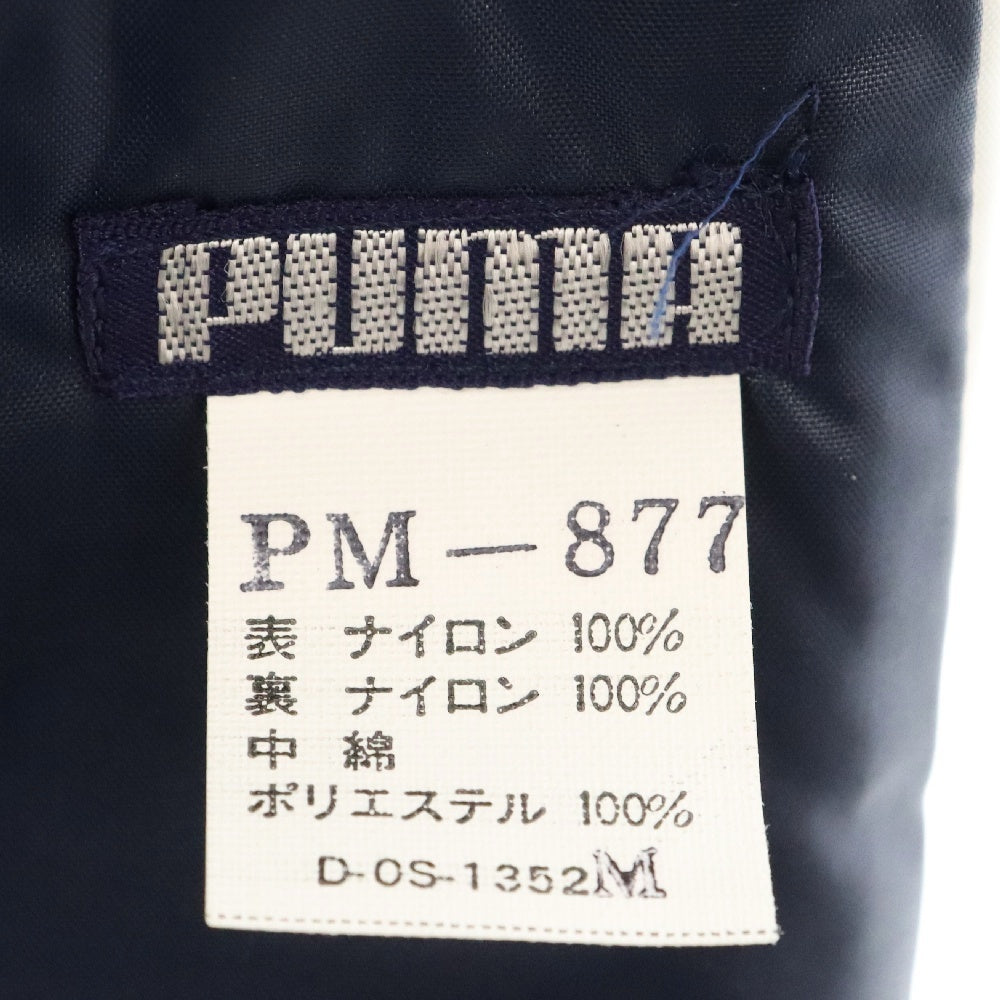 PUMA
PM－877
表 ナイロン 100%
裏 ナイロン 100%
中 綿
ポリエステル 100%
D-OS-1352M